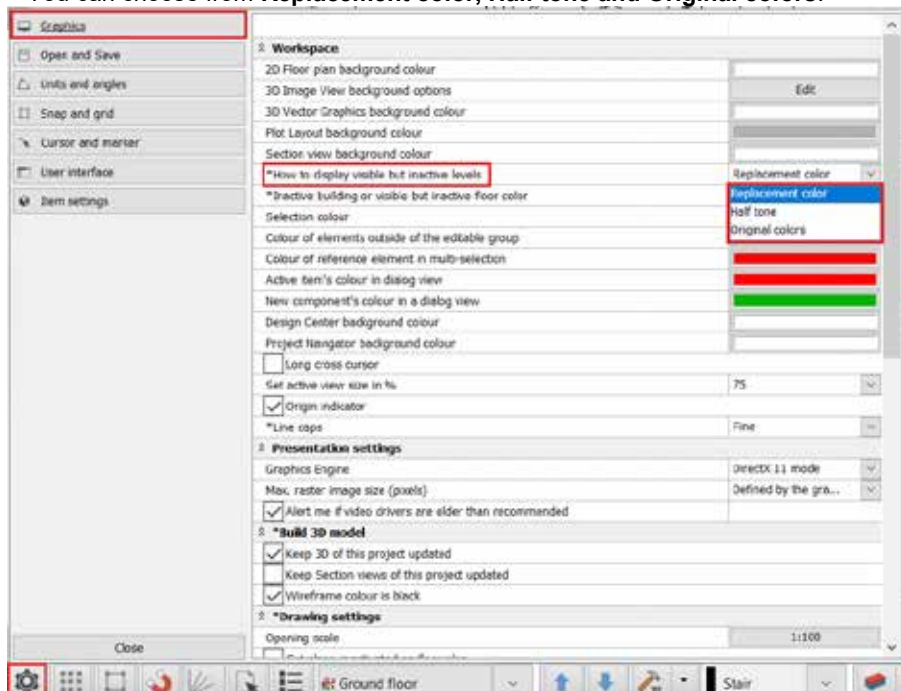 You can choose from Replacement color, Half tone and Original colors.
Graphics
Open and Save
Units and angles
Snap and grid
Cursor and marker
User interface
Item settings
Close
Workspace
2D Floor plan background colour
3D Image View background options Edit
3D Vector Graphics background colour
Plot Layout background colour
Section view background colour
*How to display visible but inactive levels Replacement color
*Inactive building or visible but inactive floor color
Replacement color
Half tone
Original colors
Selection colour
Colour of elements outside of the editable group
Colour of reference element in multi-selection
Active item's colour in dialog view
New component's colour in a dialog view
Design Center background colour
Project Navigator background colour
Long cross cursor
Set active view size in % 75
Origin indicator
*Line caps Fine
Presentation settings
Graphics Engine DirectX 11 mode
Max. raster image size (pixels) Defined by the gra...
Alert me if video drivers are elder than recommended
*Build 3D model
Keep 3D of this project updated
Keep Section views of this project updated
Wireframe colour is black
*Drawing settings
Opening scale 1:100
Ground floor
Stair